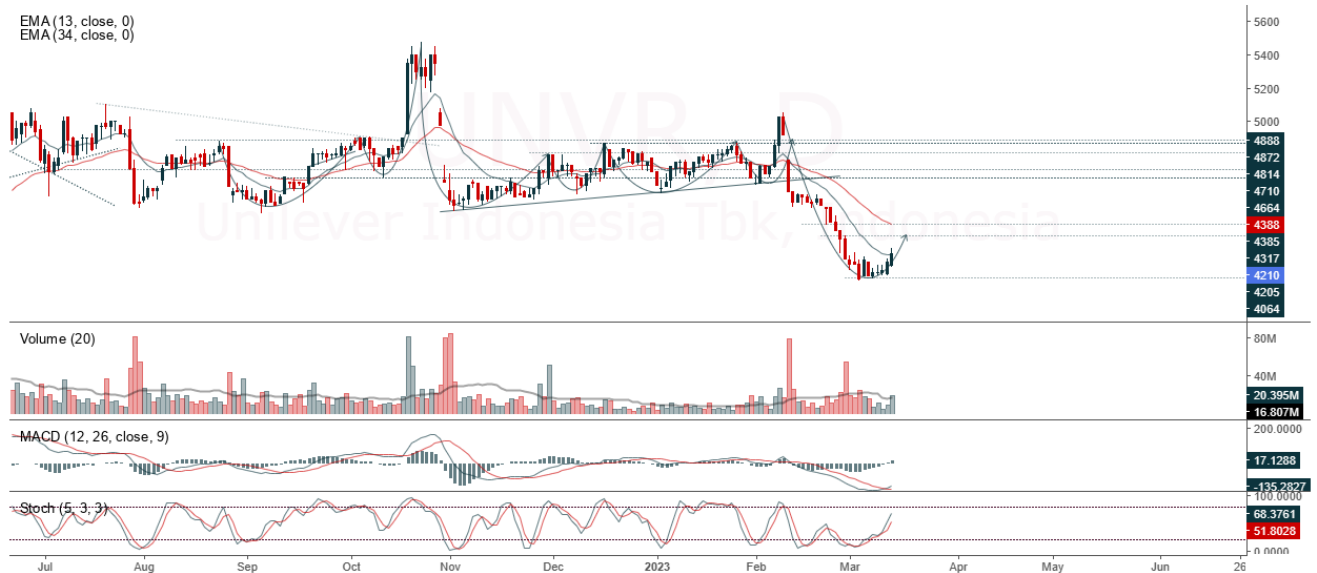 EMA (13, close, 0)
EMA (34, close, 0)
UNVR, D
Unilever Indonesia Tbk, Indonesia
5600
5400
5200
5000
4888
4872
4814
4710
4664
4388
4385
4317
4210
4205
4064
Volume (20)
80M
40M
20.395M
16.807M
MACD (12, 26, close, 9)
200.0000
17.1288
-135.2827
Stoch (5, 3, 3)
100.0000
68.3761
51.8028
0.0000
Jul Aug Sep Oct Nov Dec 2023 Feb Mar Apr May Jun 26